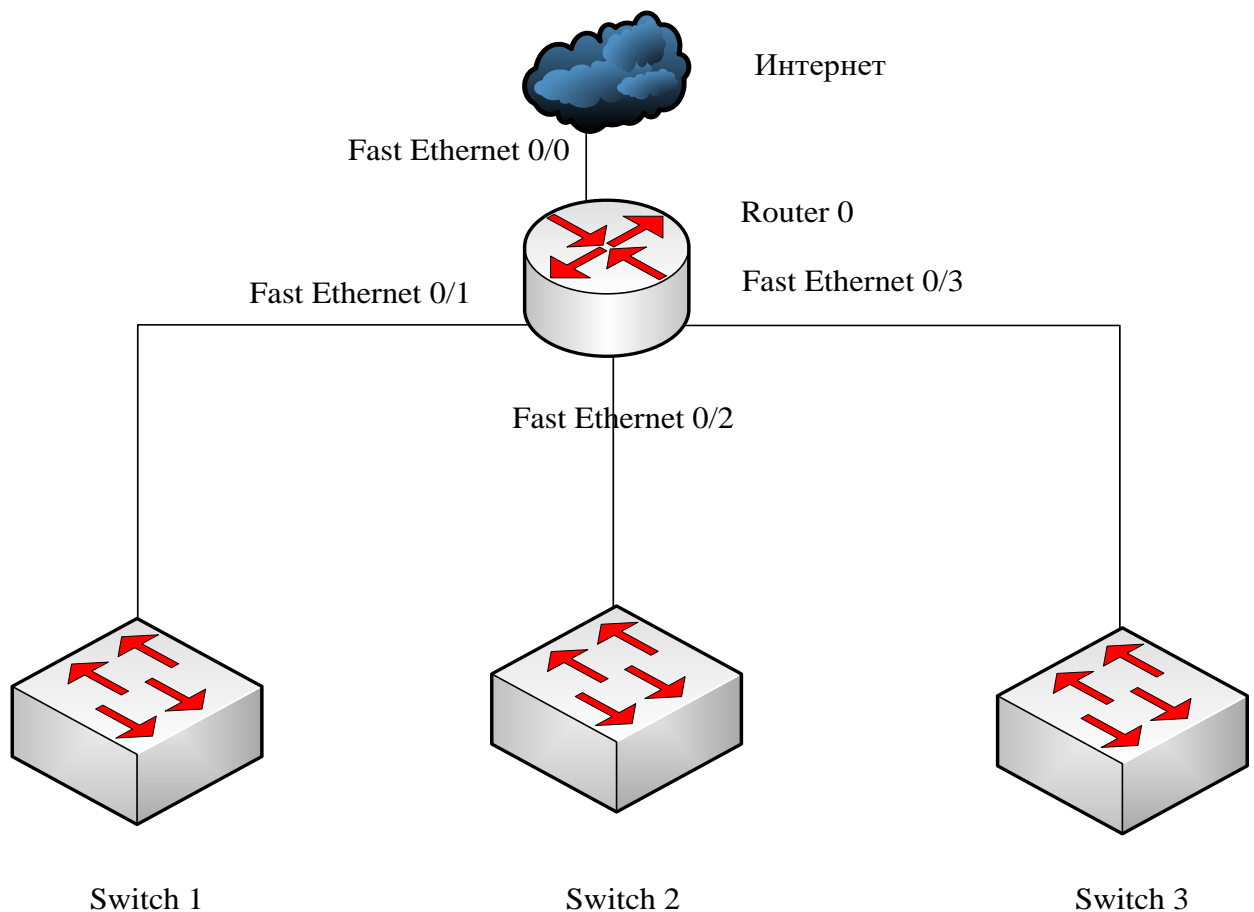 Интернет
Fast Ethernet 0/0
Router 0
Fast Ethernet 0/1
Fast Ethernet 0/3
Fast Ethernet 0/2
Switch 1
Switch 2
Switch 3